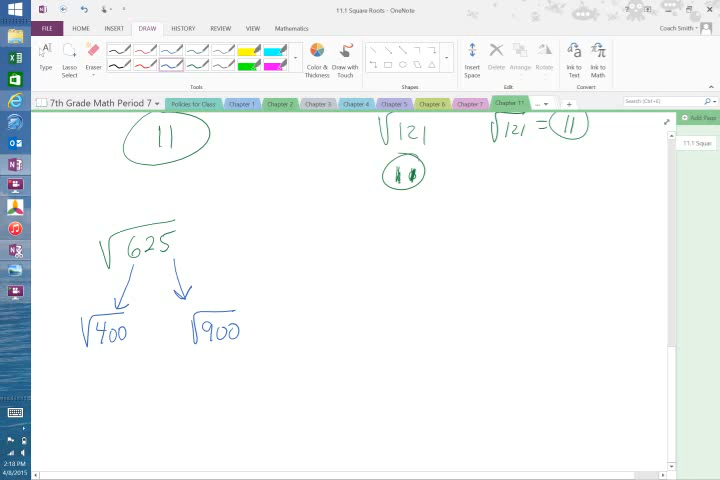 11.1 Square Roots - OneNote
Coach Smith
FILE HOME INSERT DRAW HISTORY REVIEW VIEW Mathematics
Type Lasso Select Eraser Color & Thickness Draw with Touch Insert Space Delete Arrange Rotate Ink to Text Ink to Math
Tools Shapes Edit Convert
7th Grade Math Period 7 Policies for Class Chapter 1 Chapter 2 Chapter 3 Chapter 4 Chapter 5 Chapter 6 Chapter 7 Chapter 11 Search (Ctrl+E)
Add Page
11.1 Squar
11 √121 √121 = 11
11
√625
√400 √900
2:18 PM
4/8/2015